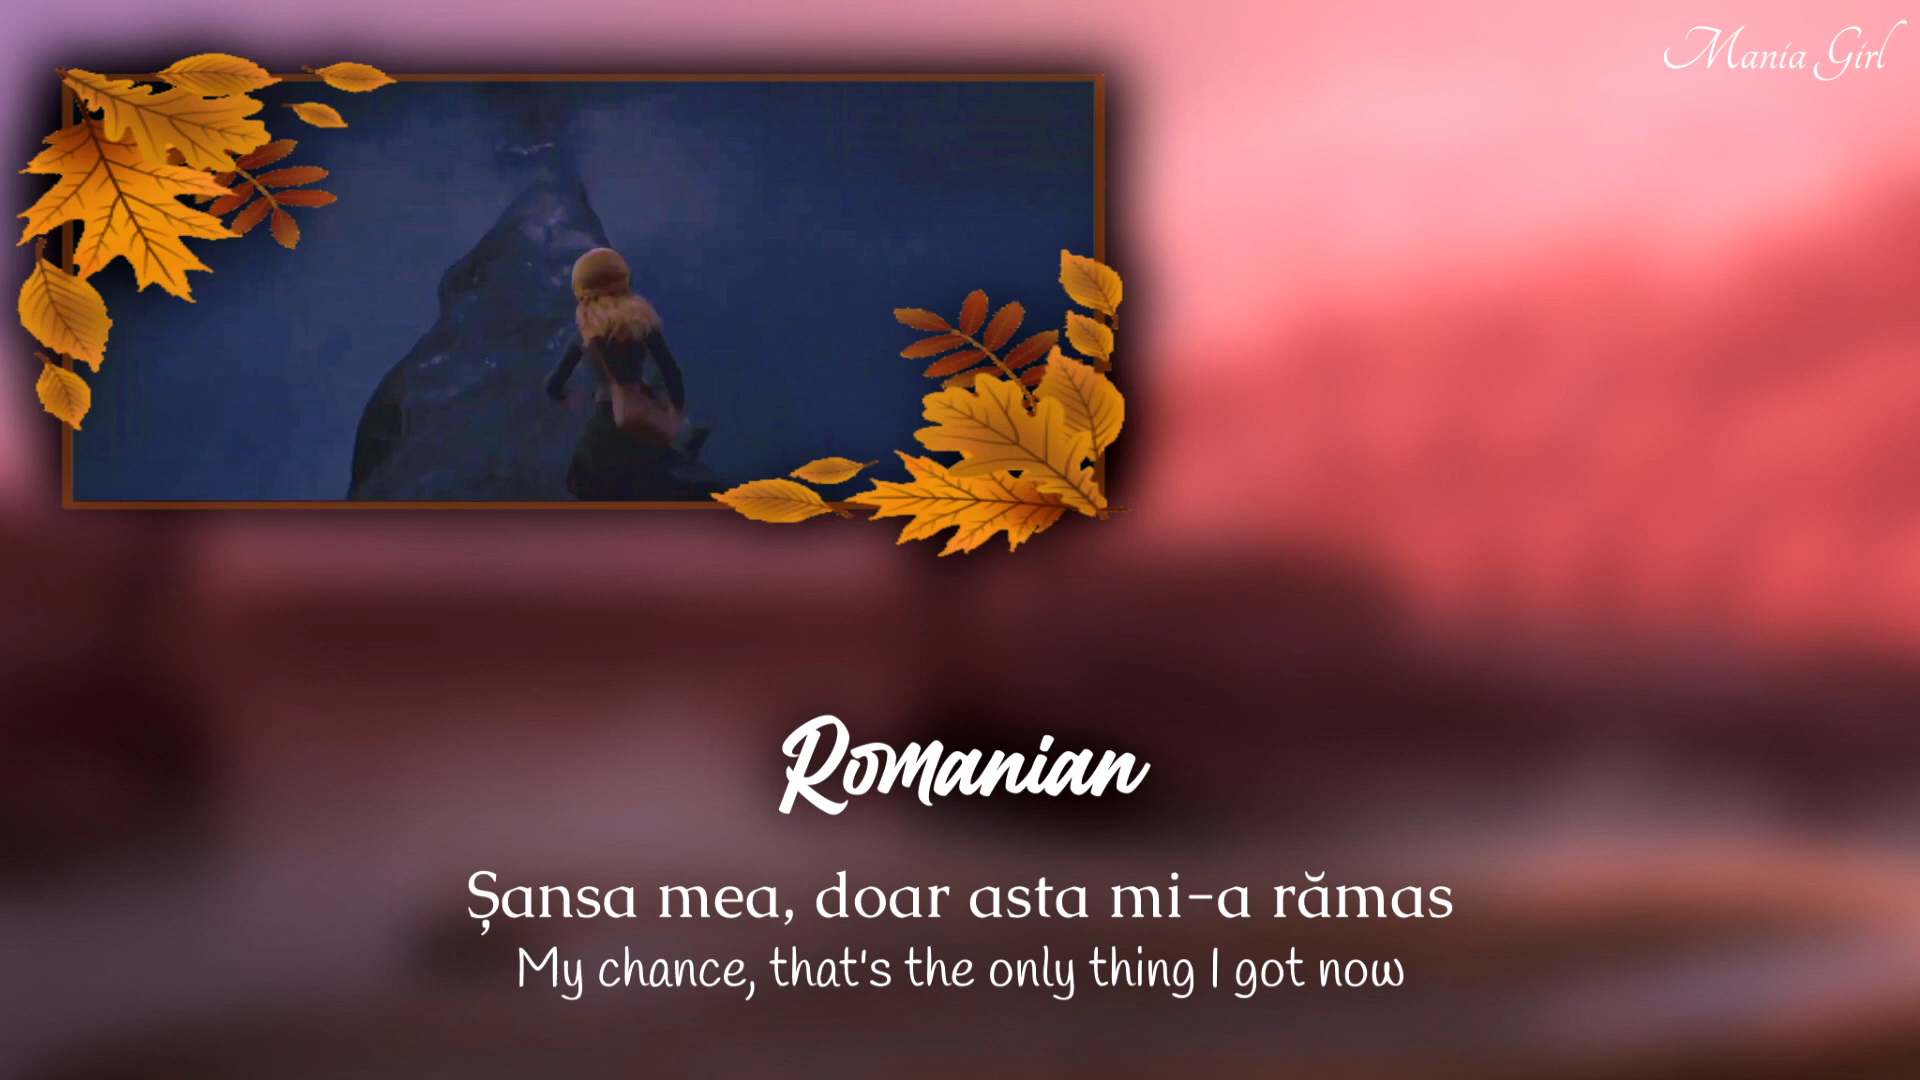 Mania Girl
Romanian
Șansa mea, doar asta mi-a rămas
My chance, that's the only thing I got now